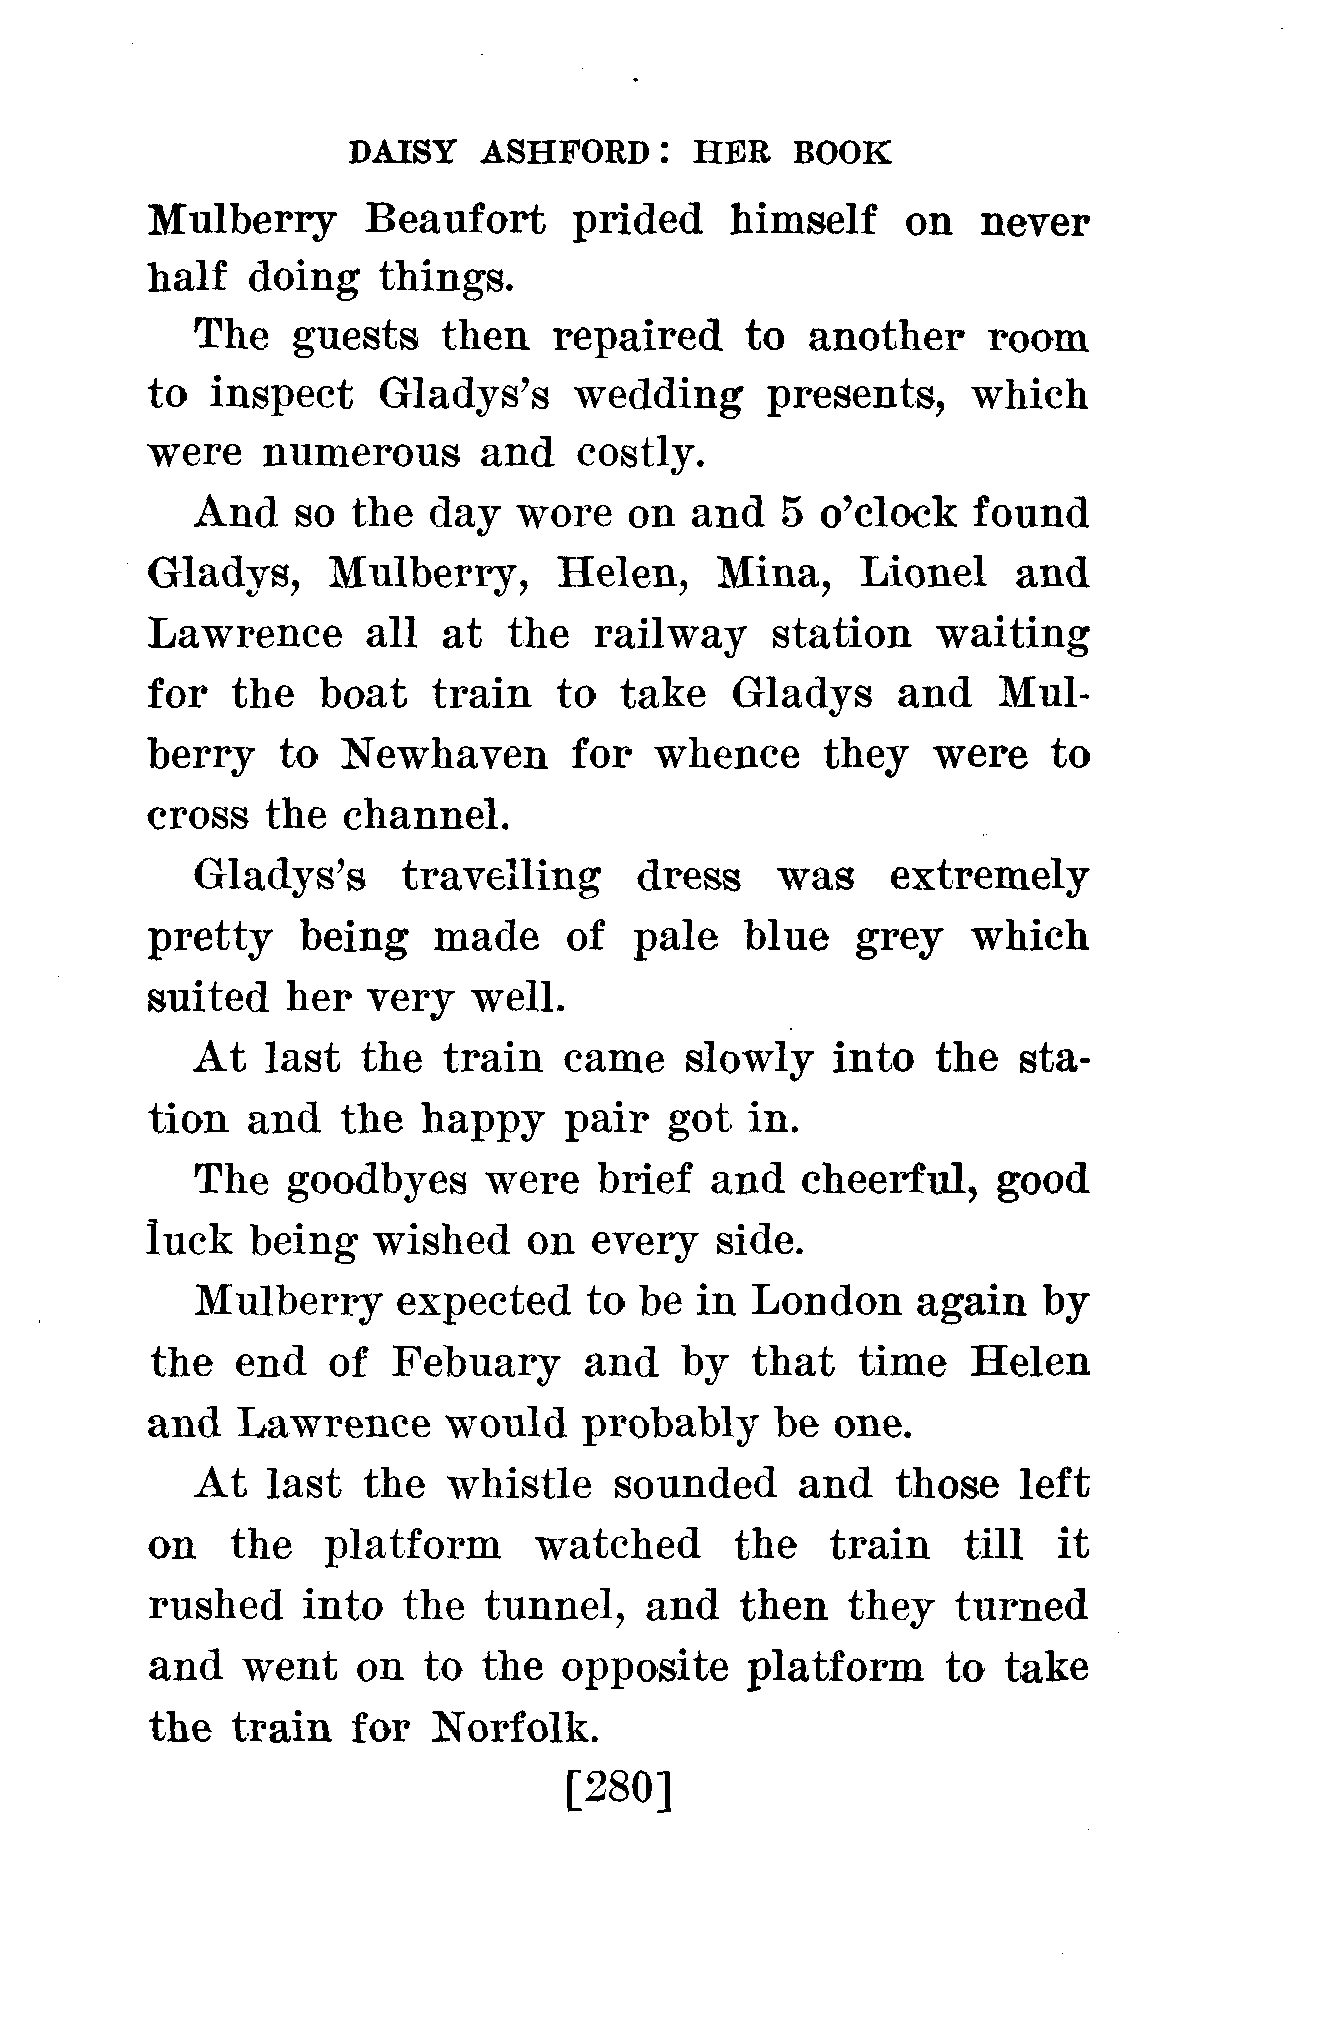 DAISY ASHFORD: HER BOOK
Mulberry Beaufort prided himself on never
half doing things.
The guests then repaired to another room
to inspect Gladys's wedding presents, which
were numerous and costly.
And so the day wore on and 5 o'clock found
Gladys, Mulberry, Helen, Mina, Lionel and
Lawrence all at the railway station waiting
for the boat train to take Gladys and Mul-
berry to Newhaven for whence they were to
cross the channel.
Gladys's travelling dress was extremely
pretty being made of pale blue grey which
suited her very well.
At last the train came slowly into the sta-
tion and the happy pair got in.
The goodbyes were brief and cheerful, good
luck being wished on every side.
Mulberry expected to be in London again by
the end of Febuary and by that time Helen
and Lawrence would probably be one.
At last the whistle sounded and those left
on the platform watched the train till it
rushed into the tunnel, and then they turned
and went on to the opposite platform to take
the train for Norfolk.
[280]